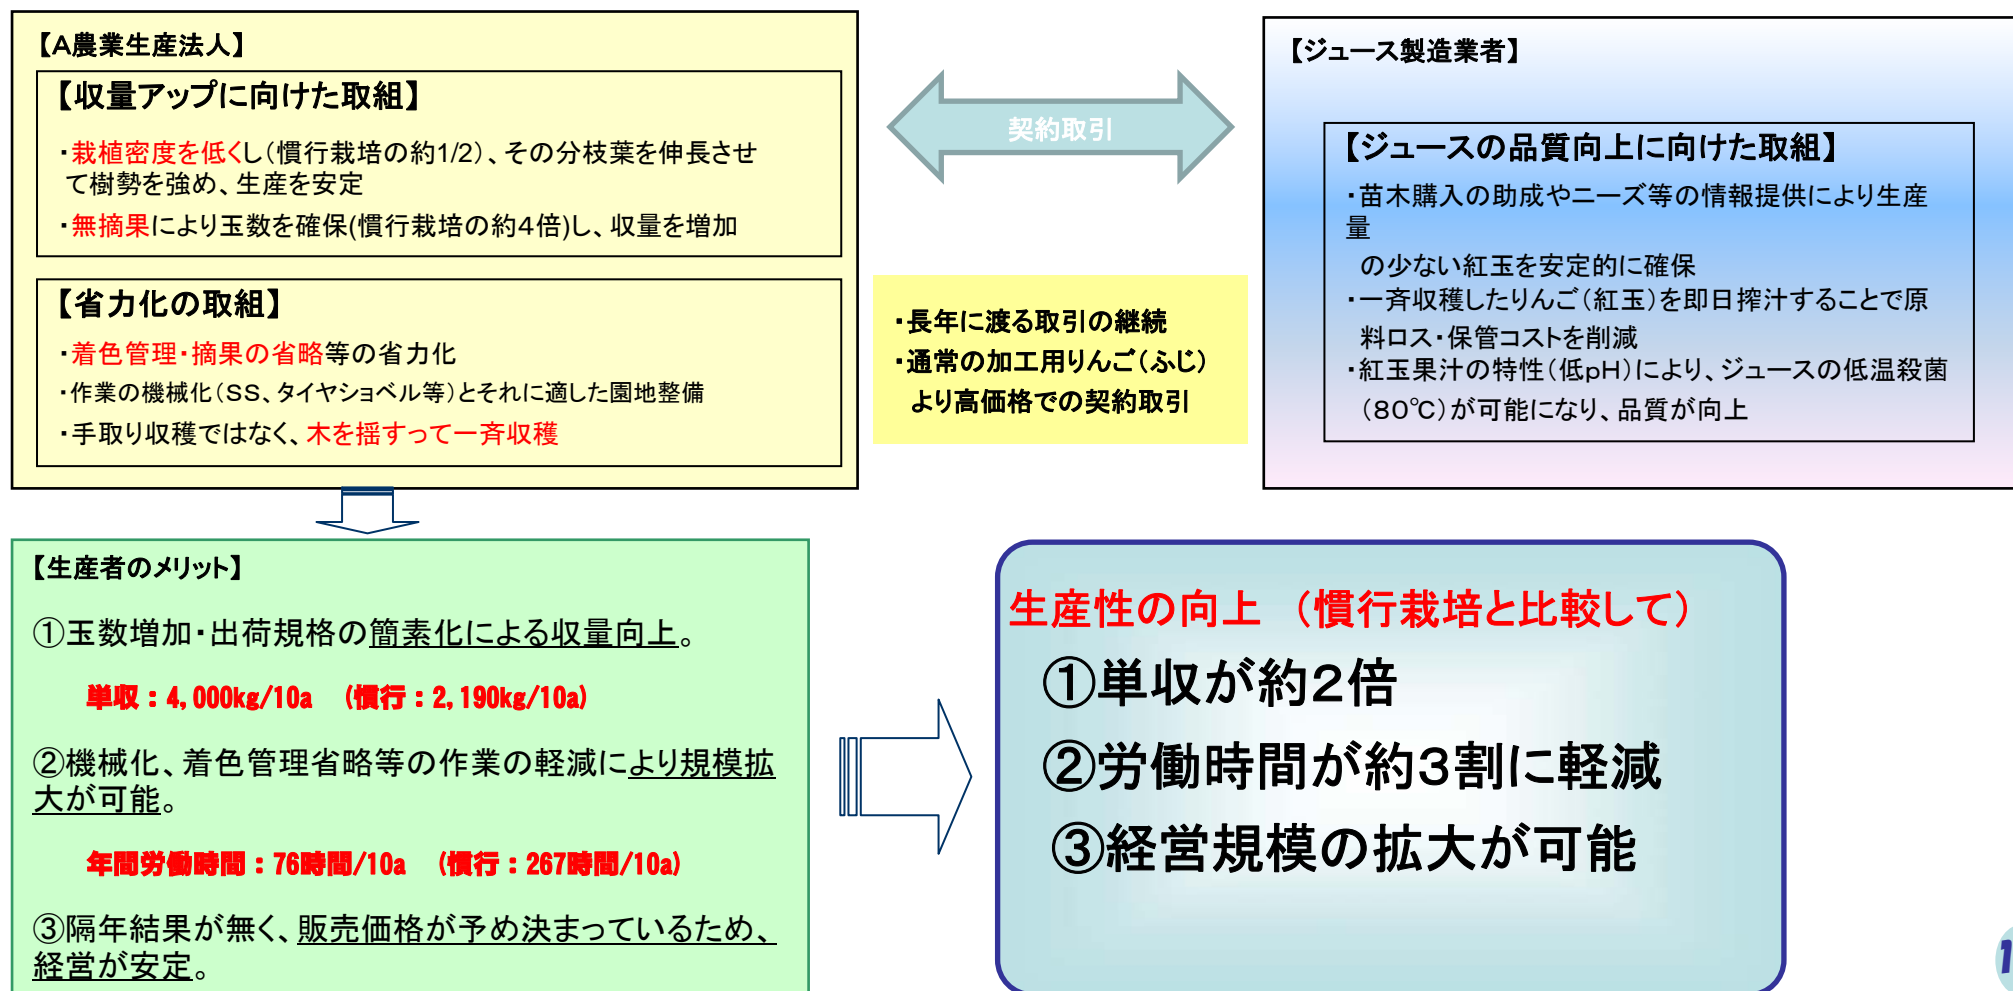 【A農業生産法人】
【収量アップに向けた取組】
・栽植密度を低くし（慣行栽培の約1/2）、その分枝葉を伸長させ
て樹勢を強め、生産を安定
・無摘果により玉数を確保(慣行栽培の約4倍)し、収量を増加
【省力化の取組】
・着色管理・摘果の省略等の省力化
・作業の機械化（SS、タイヤショベル等）とそれに適した園地整備
・手取り収穫ではなく、木を揺すって一斉収穫
契約取引
・長年に渡る取引の継続
・通常の加工用りんご（ふじ）
より高価格での契約取引
【ジュース製造業者】
【ジュースの品質向上に向けた取組】
・苗木購入の助成やニーズ等の情報提供により生産
量
の少ない紅玉を安定的に確保
・一斉収穫したりんご（紅玉）を即日搾汁することで原
料ロス・保管コストを削減
・紅玉果汁の特性（低pH）により、ジュースの低温殺菌
（80℃）が可能になり、品質が向上
【生産者のメリット】
①玉数増加・出荷規格の簡素化による収量向上。
単収：4,000kg/10a　(慣行：2,190kg/10a)
②機械化、着色管理省略等の作業の軽減により規模拡
大が可能。
年間労働時間：76時間/10a　(慣行：267時間/10a)
③隔年結果が無く、販売価格が予め決まっているため、
経営が安定。
生産性の向上　（慣行栽培と比較して）
①単収が約2倍
②労働時間が約3割に軽減
③経営規模の拡大が可能
1